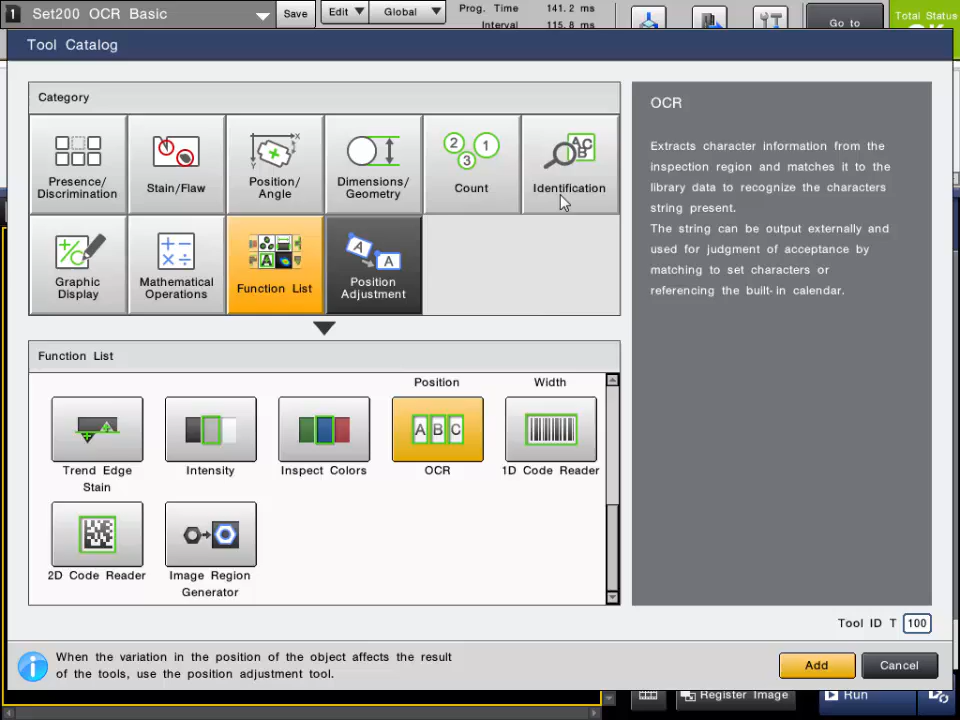 1 Set200 OCR Basic Save Edit Global Prog. Time 141.2 ms
Interval 115.8 ms Go to Total Status
Tool Catalog
Category
Presence/
Discrimination
Stain/Flaw
Position/
Angle
Dimensions/
Geometry
Count
Identification
Graphic
Display
Mathematical
Operations
Function List
Position
Adjustment
Function List
Position
Width
Trend Edge
Stain
Intensity
Inspect Colors
OCR
1D Code Reader
2D Code Reader
Image Region
Generator
OCR
Extracts character information from the
inspection region and matches it to the
library data to recognize the characters
string present.
The string can be output externally and
used for judgment of acceptance by
matching to set characters or
referencing the built-in calendar.
Tool ID T 100
When the variation in the position of the object affects the result
of the tools, use the position adjustment tool.
Add Cancel
Register Image Run